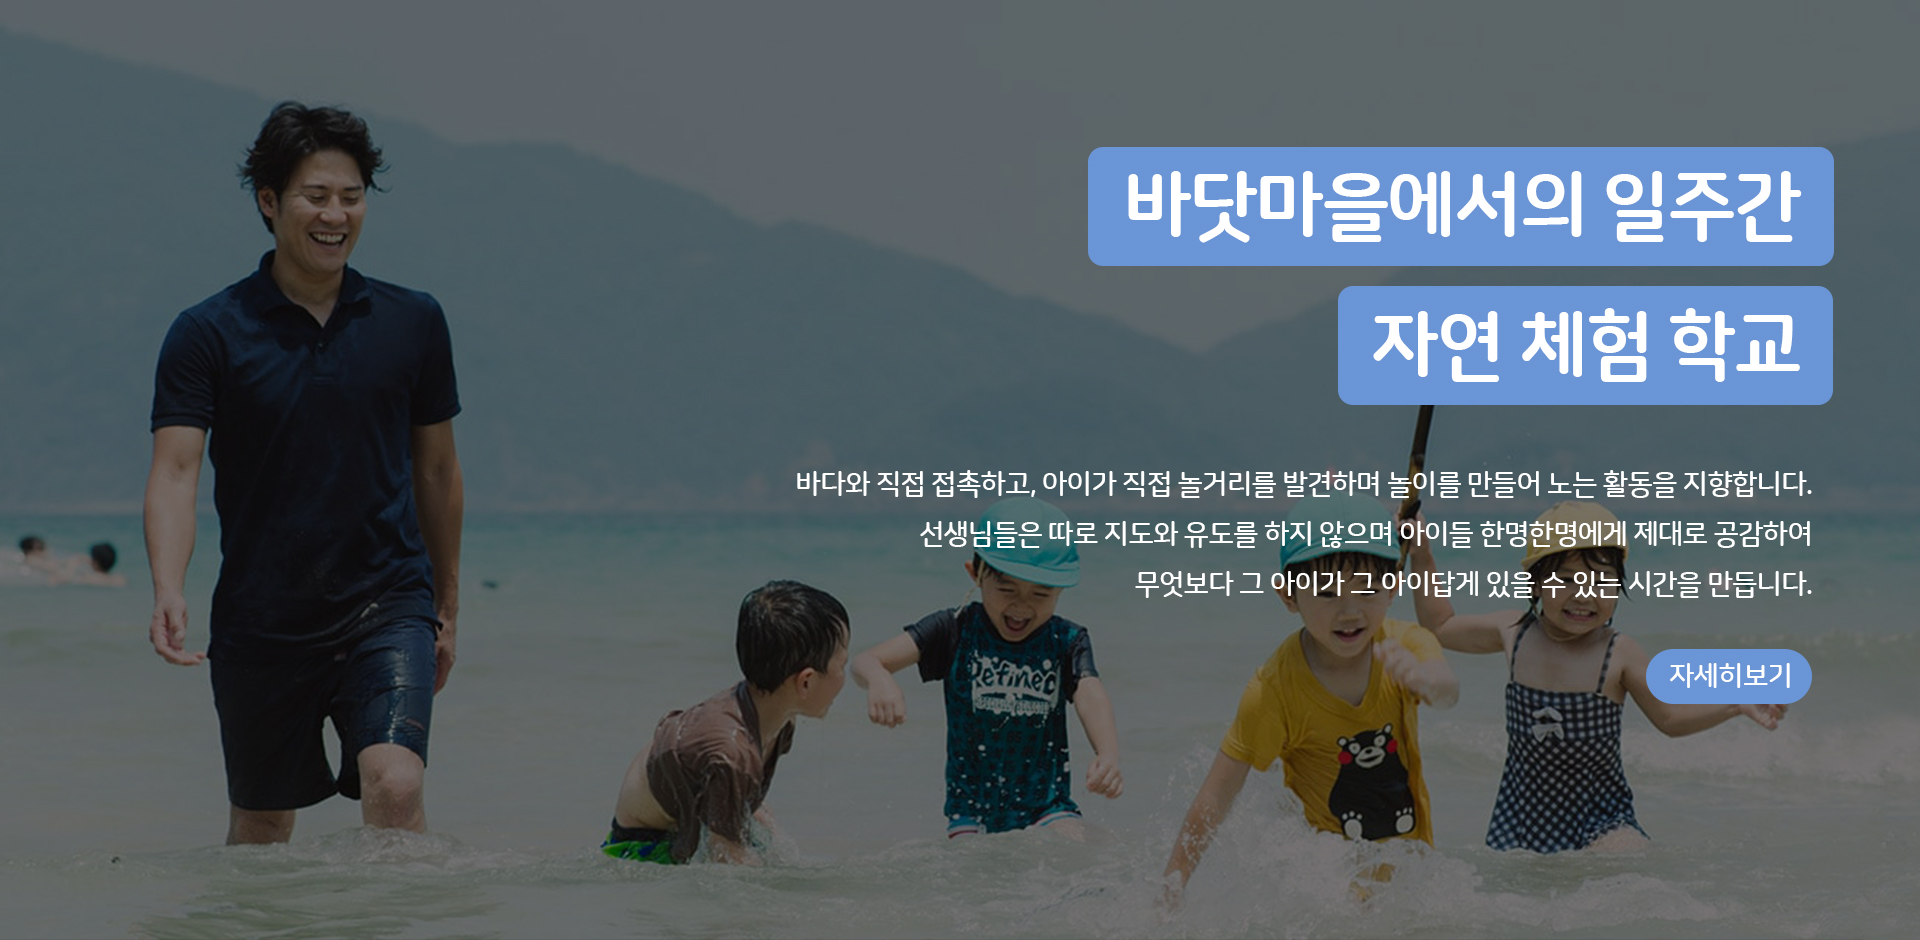 바닷마을에서의 일주간
자연 체험 학교
바다와 직접 접촉하고, 아이가 직접 놀거리를 발견하며 놀이를 만들어 노는 활동을 지향합니다.
선생님들은 따로 지도와 유도를 하지 않으며 아이들 한명한명에게 제대로 공감하여
무엇보다 그 아이가 그 아이답게 있을 수 있는 시간을 만듭니다.
자세히보기
Refined